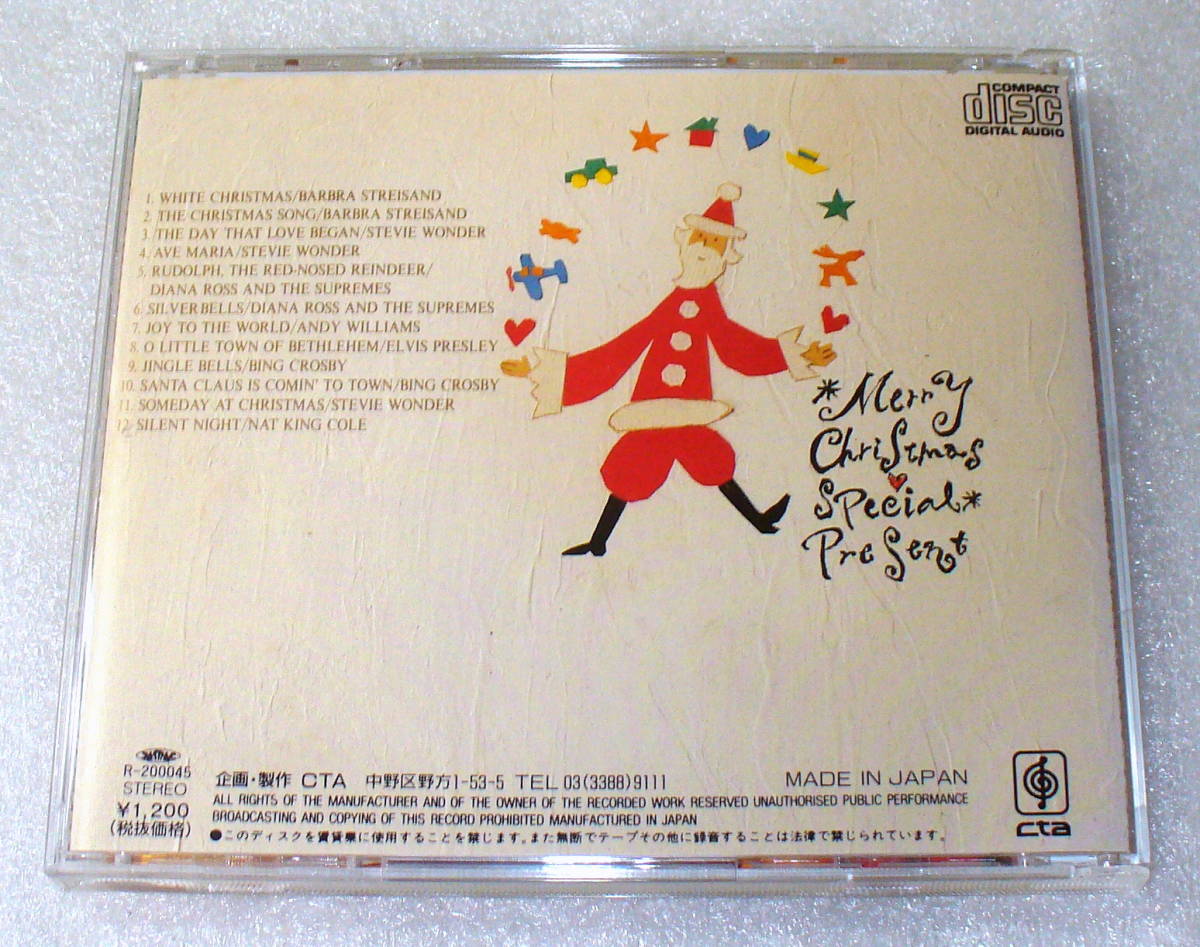 COMPACT
disc
DIGITAL AUDIO
1. WHITE CHRISTMAS/BARBRA STREISAND
2. THE CHRISTMAS SONG/BARBRA STREISAND
3. THE DAY THAT LOVE BEGAN/STEVIE WONDER
4. AVE MARIA/STEVIE WONDER
5. RUDOLPH, THE RED-NOSED REINDEER/
DIANA ROSS AND THE SUPREMES
6. SILVER BELLS/DIANA ROSS AND THE SUPREMES
7. JOY TO THE WORLD/ANDY WILLIAMS
8. O LITTLE TOWN OF BETHLEHEM/ELVIS PRESLEY
9. JINGLE BELLS/BING CROSBY
10. SANTA CLAUS IS COMIN' TO TOWN/BING CROSBY
11. SOMEDAY AT CHRISTMAS/STEVIE WONDER
12. SILENT NIGHT/NAT KING COLE
*Merry
Christmas
Special*
Present
R-200045
STEREO
¥1,200
(税抜価格)
企画・製作 CTA 中野区野方1-53-5 TEL 03(3388)9111
MADE IN JAPAN
ALL RIGHTS OF THE MANUFACTURER AND OF THE OWNER OF THE RECORDED WORK RESERVED UNAUTHORISED PUBLIC PERFORMANCE
BROADCASTING AND COPYING OF THIS RECORD PROHIBITED MANUFACTURED IN JAPAN
●このディスクを賃貸業に使用することを禁じます。また無断でテープその他に録音することは法律で禁じられています。
cta